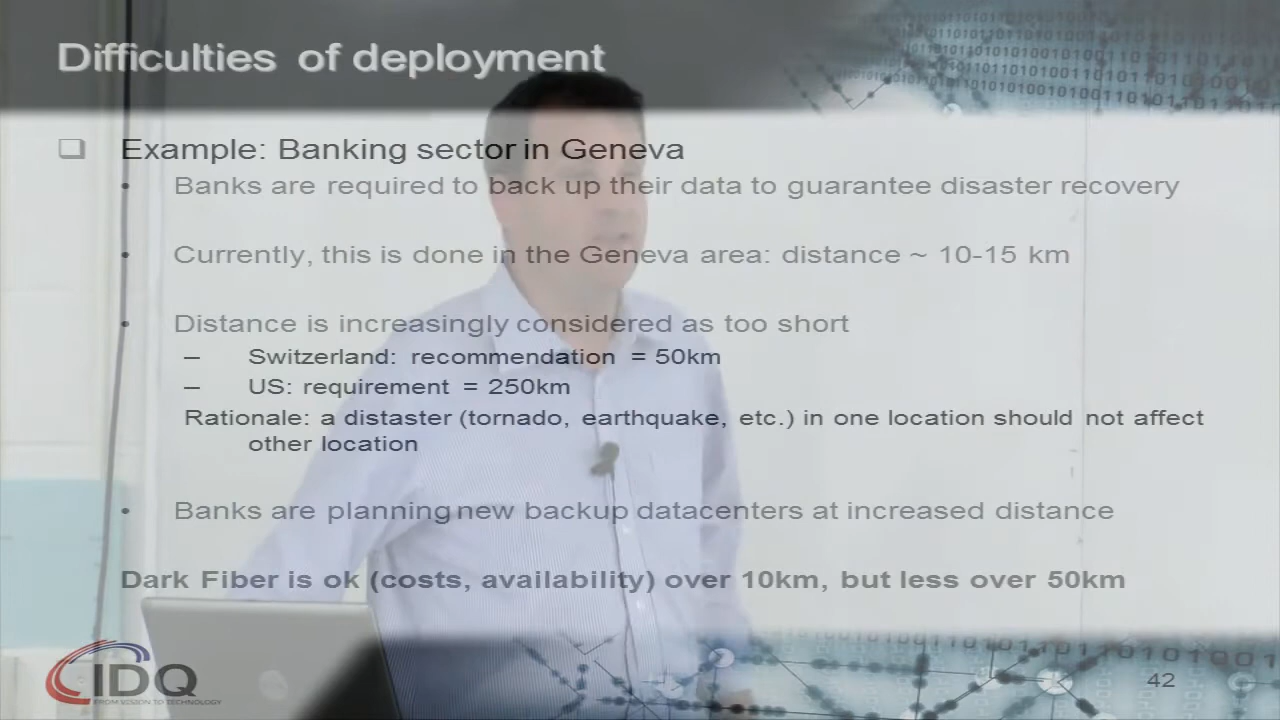 Difficulties of deployment
Example: Banking sector in Geneva
Banks are required to back up their data to guarantee disaster recovery
Currently, this is done in the Geneva area: distance ~ 10-15 km
Distance is increasingly considered as too short
– Switzerland: recommendation = 50km
– US: requirement = 250km
Rationale: a distaster (tornado, earthquake, etc.) in one location should not affect
other location
Banks are planning new backup datacenters at increased distance
Dark Fiber is ok (costs, availability) over 10km, but less over 50km
IDQ
FROM VISION TO TECHNOLOGY
42